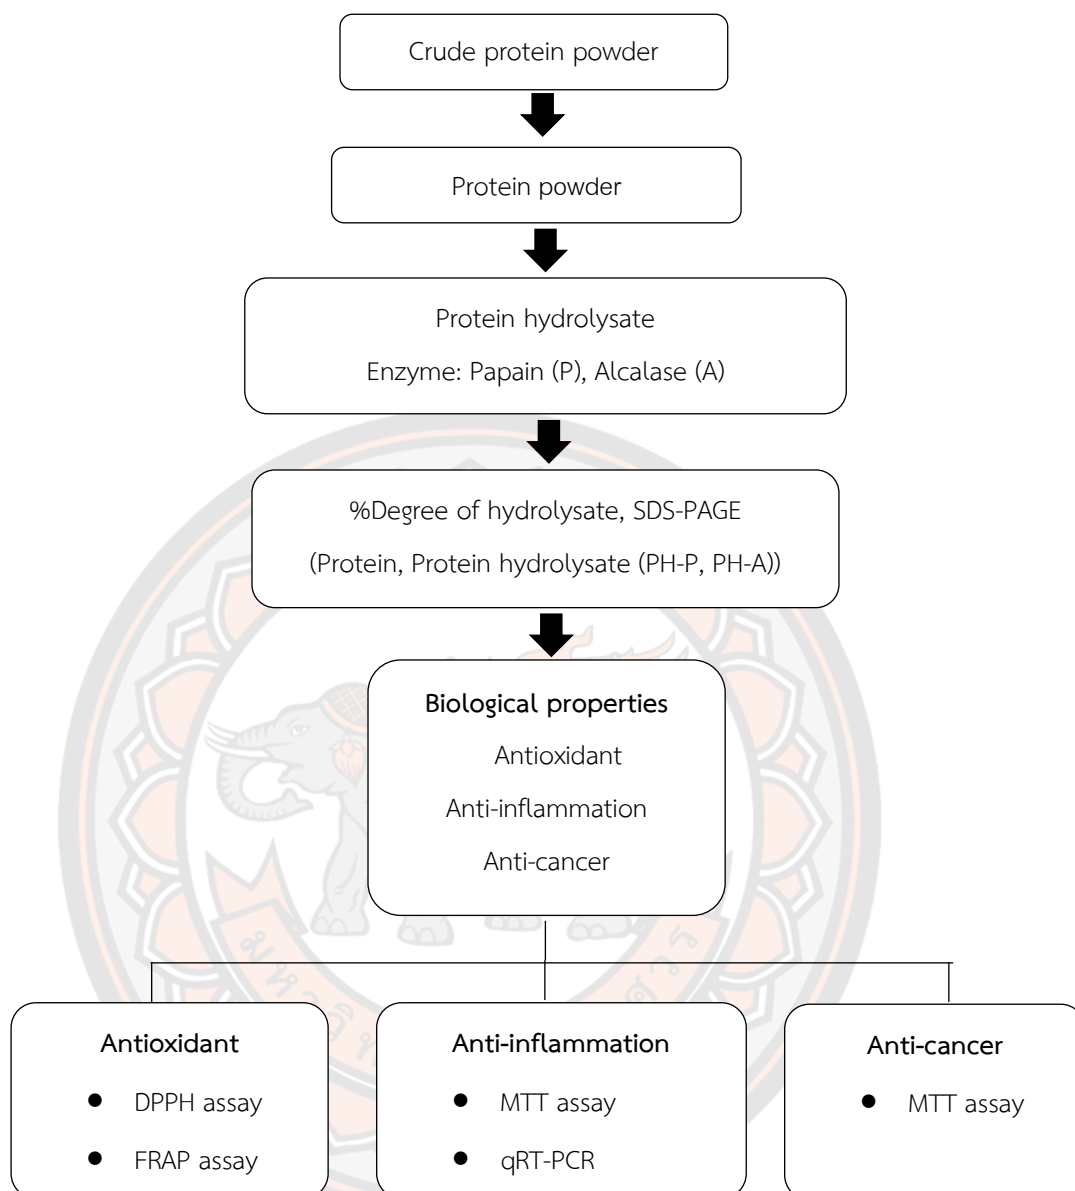 Crude protein powder
Protein powder
Protein hydrolysate
Enzyme: Papain (P), Alcalase (A)
%Degree of hydrolysate, SDS-PAGE
(Protein, Protein hydrolysate (PH-P, PH-A))
Biological properties
Antioxidant
Anti-inflammation
Anti-cancer
Antioxidant
● DPPH assay
● FRAP assay
Anti-inflammation
● MTT assay
● qRT-PCR
Anti-cancer
● MTT assay